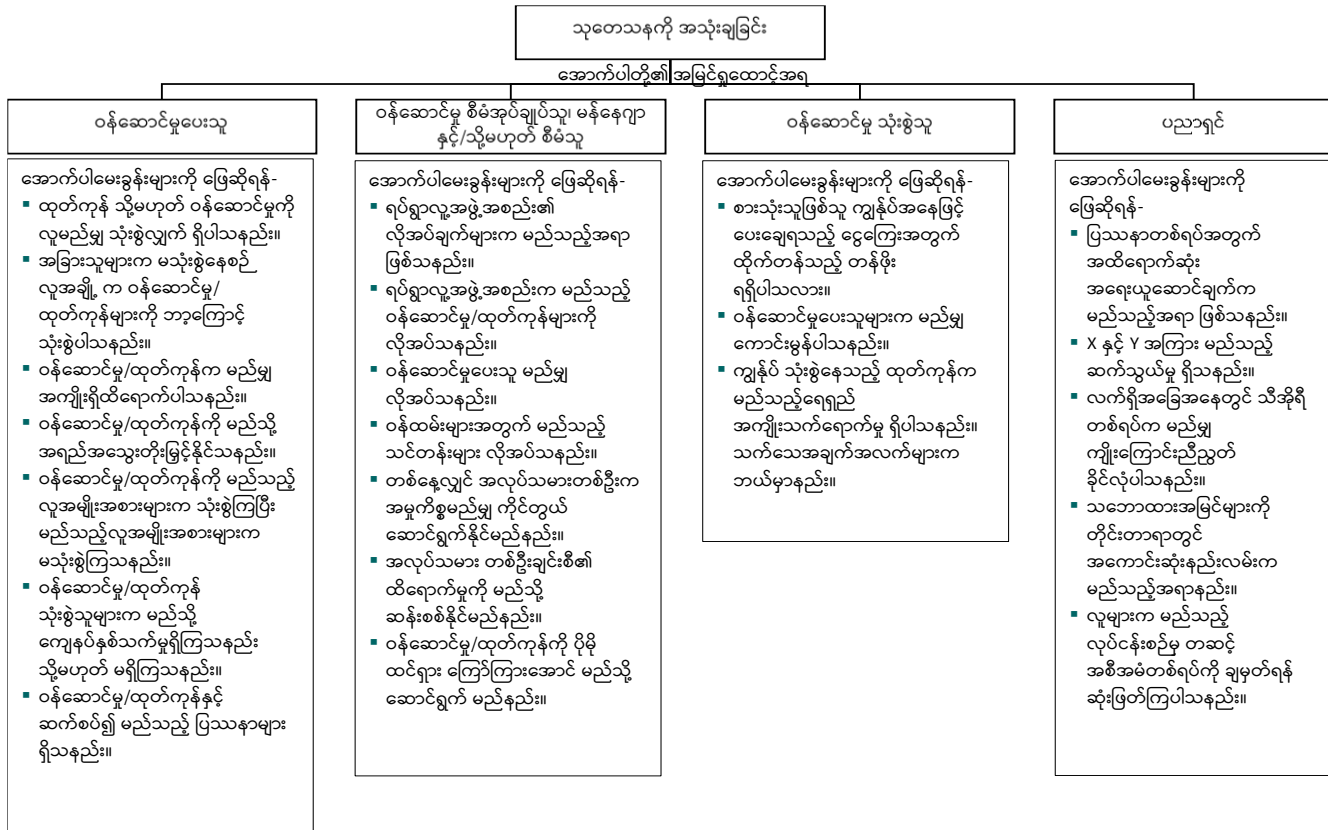 သုတေသနကို အသုံးချခြင်း
အောက်ပါတို့၏ အမြင်ရှုထောင့်အရ
ဝန်ဆောင်မှုပေးသူ
အောက်ပါမေးခွန်းများကို ဖြေဆိုရန်-
▪ ထုတ်ကုန် သို့မဟုတ် ဝန်ဆောင်မှုကို
လူမည်မျှ သုံးစွဲလျှက် ရှိပါသနည်း။
▪ အခြားသူများက မသုံးစွဲနေစဉ်
လူအချို့ က ဝန်ဆောင်မှု/
ထုတ်ကုန်များကို ဘာ့ကြောင့်
သုံးစွဲပါသနည်း။
▪ ဝန်ဆောင်မှု/ထုတ်ကုန်က မည်မျှ
အကျိုးရှိထိရောက်ပါသနည်း။
▪ ဝန်ဆောင်မှု/ထုတ်ကုန်ကို မည်သို့
အရည်အသွေးတိုးမြှင့်နိုင်သနည်း။
▪ ဝန်ဆောင်မှု/ထုတ်ကုန်ကို မည်သည့်
လူအမျိုးအစားများက သုံးစွဲကြပြီး
မည်သည့်လူအမျိုးအစားများက
မသုံးစွဲကြသနည်း။
▪ ဝန်ဆောင်မှု/ထုတ်ကုန်
သုံးစွဲသူများက မည်သို့
ကျေနပ်နှစ်သက်မှုရှိကြသနည်း
သို့မဟုတ် မရှိကြသနည်း။
▪ ဝန်ဆောင်မှု/ထုတ်ကုန်နှင့်
ဆက်စပ်၍ မည်သည့် ပြဿနာများ
ရှိသနည်း။
ဝန်ဆောင်မှု စီမံအုပ်ချုပ်သူ၊ မန်နေဂျာ
နှင့်/သို့မဟုတ် စီမံသူ
အောက်ပါမေးခွန်းများကို ဖြေဆိုရန်-
▪ ရပ်ရွာလူ့အဖွဲ့အစည်း၏
လိုအပ်ချက်များက မည်သည့်အရာ
ဖြစ်သနည်း။
▪ ရပ်ရွာလူ့အဖွဲ့အစည်းက မည်သည့်
ဝန်ဆောင်မှု/ထုတ်ကုန်များကို
လိုအပ်သနည်း။
▪ ဝန်ဆောင်မှုပေးသူ မည်မျှ
လိုအပ်သနည်း။
▪ ဝန်ထမ်းများအတွက် မည်သည့်
သင်တန်းများ လိုအပ်သနည်း။
▪ တစ်နေ့လျှင် အလုပ်သမားတစ်ဦးက
အမှုကိစ္စမည်မျှ ကိုင်တွယ်
ဆောင်ရွက်နိုင်မည်နည်း။
▪ အလုပ်သမား တစ်ဦးချင်းစီ၏
ထိရောက်မှုကို မည်သို့
ဆန်းစစ်နိုင်မည်နည်း။
▪ ဝန်ဆောင်မှု/ထုတ်ကုန်ကို ပိုမို
ထင်ရှား ကြော်ကြားအောင် မည်သို့
ဆောင်ရွက် မည်နည်း။
ဝန်ဆောင်မှု သုံးစွဲသူ
အောက်ပါမေးခွန်းများကို ဖြေဆိုရန်-
▪ စားသုံးသူဖြစ်သူ ကျွန်ုပ်အနေဖြင့်
ပေးချေရသည့် ငွေကြေးအတွက်
ထိုက်တန်သည့် တန်ဖိုး
ရရှိပါသလား။
▪ ဝန်ဆောင်မှုပေးသူများက မည်မျှ
ကောင်းမွန်ပါသနည်း။
▪ ကျွန်ုပ် သုံးစွဲနေသည့် ထုတ်ကုန်က
မည်သည့်ရေရှည်
အကျိုးသက်ရောက်မှု ရှိပါသနည်း။
သက်သေအချက်အလက်များက
ဘယ်မှာနည်း။
ပညာရှင်
အောက်ပါမေးခွန်းများကို
ဖြေဆိုရန်-
▪ ပြဿနာတစ်ရပ်အတွက်
အထိရောက်ဆုံး
အရေးယူဆောင်ချက်က
မည်သည့်အရာ ဖြစ်သနည်း။
▪ X နှင့် Y အကြား မည်သည့်
ဆက်သွယ်မှု ရှိသနည်း။
▪ လက်ရှိအခြေအနေတွင် သီအိုရီ
တစ်ရပ်က မည်မျှ
ကျိုးကြောင်းညီညွတ်
ခိုင်လုံပါသနည်း။
▪ သဘောထားအမြင်များကို
တိုင်းတာရာတွင်
အကောင်းဆုံးနည်းလမ်းက
မည်သည့်အရာနည်း။
▪ လူများက မည်သည့်
လုပ်ငန်းစဉ်မှ တဆင့်
အစီအမံတစ်ရပ်ကို ချမှတ်ရန်
ဆုံးဖြတ်ကြပါသနည်း။